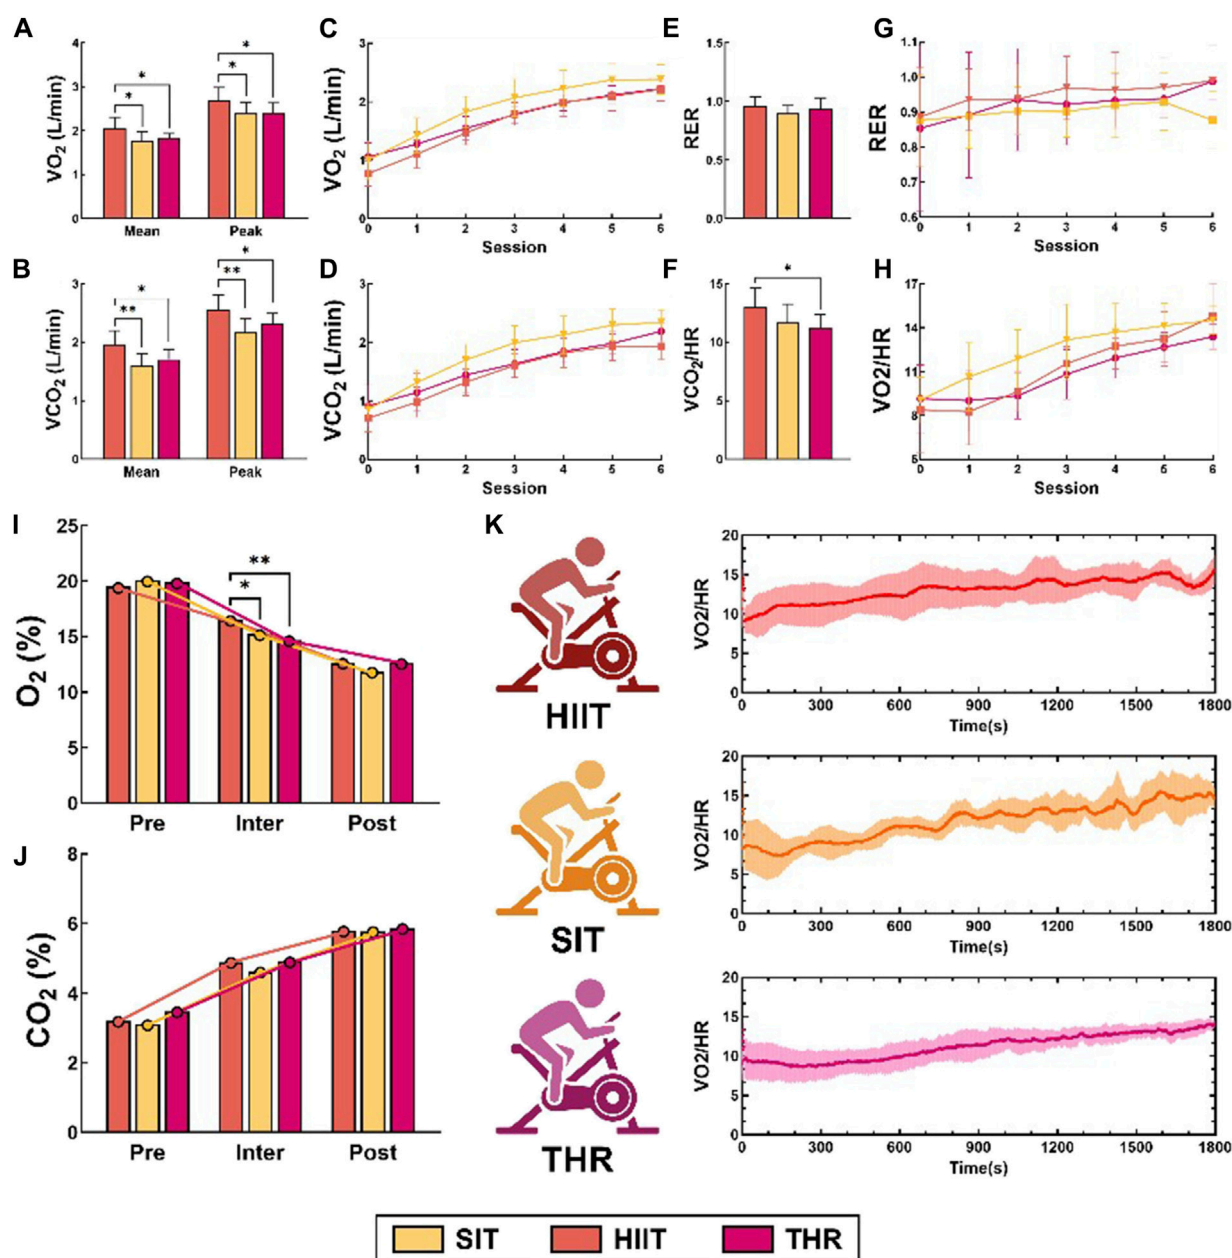 A
VO2 (L/min)
4
3
2
1
0
* * * *
Mean Peak
C
VO2 (L/min)
3
2
1
0
0 1 2 3 4 5 6
Session
E
RER
1.5
1.0
0.5
0.0
G
RER
1.1
1.0
0.9
0.8
0.7
0.6
0 1 2 3 4 5 6
Session
B
VCO2 (L/min)
3
2
1
0
** * ** *
Mean Peak
D
VCO2 (L/min)
3
2
1
0
0 1 2 3 4 5 6
Session
F
VCO2/HR
15
10
5
0
*
H
VO2/HR
17
14
11
8
5
0 1 2 3 4 5 6
Session
I
O2 (%)
25
20
15
10
5
0
**
*
Pre Inter Post
J
CO2 (%)
8
6
4
2
0
Pre Inter Post
K
HIIT
VO2/HR
20
15
10
5
0
0 300 600 900 1200 1500 1800
Time(s)
SIT
VO2/HR
20
15
10
5
0
0 300 600 900 1200 1500 1800
Time(s)
THR
VO2/HR
20
15
10
5
0
0 300 600 900 1200 1500 1800
Time(s)
SIT HIIT THR